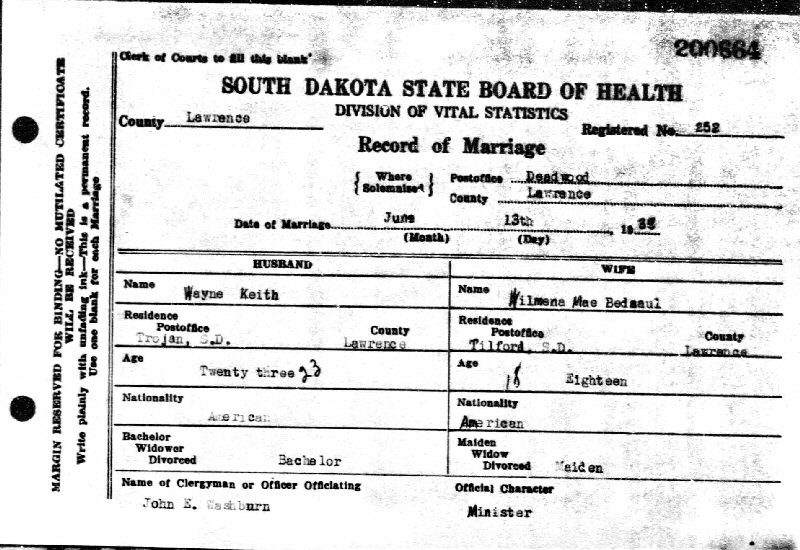 200664
Clerk of Courts to fill this blank
SOUTH DAKOTA STATE BOARD OF HEALTH
DIVISION OF VITAL STATISTICS
County Lawrence
Registered No. 252
Record of Marriage
Where Solemnized
Postoffice Deadwood
County Lawrence
Date of Marriage June 13th, 19
(Month) (Day)
HUSBAND
Name Wayne Keith
Residence
Postoffice County
Trojan, S.D. Lawrence
Age
Twenty three 23
Nationality
American
Bachelor
Widower
Divorced Bachelor
Name of Clergyman or Officer Officiating
John E. Washburn
WIFE
Name Wilmena Mae Bedsaul
Residence
Postoffice County
Tilford, S.D. Lawrence
Age
18 Eighteen
Nationality
American
Maiden
Widow
Divorced Maiden
Official Character
Minister
MARGIN RESERVED FOR BINDING—NO MUTILATED CERTIFICATE
WILL BE RECEIVED
Write plainly with unfading ink—This is a permanent record.
Use one blank for each Marriage